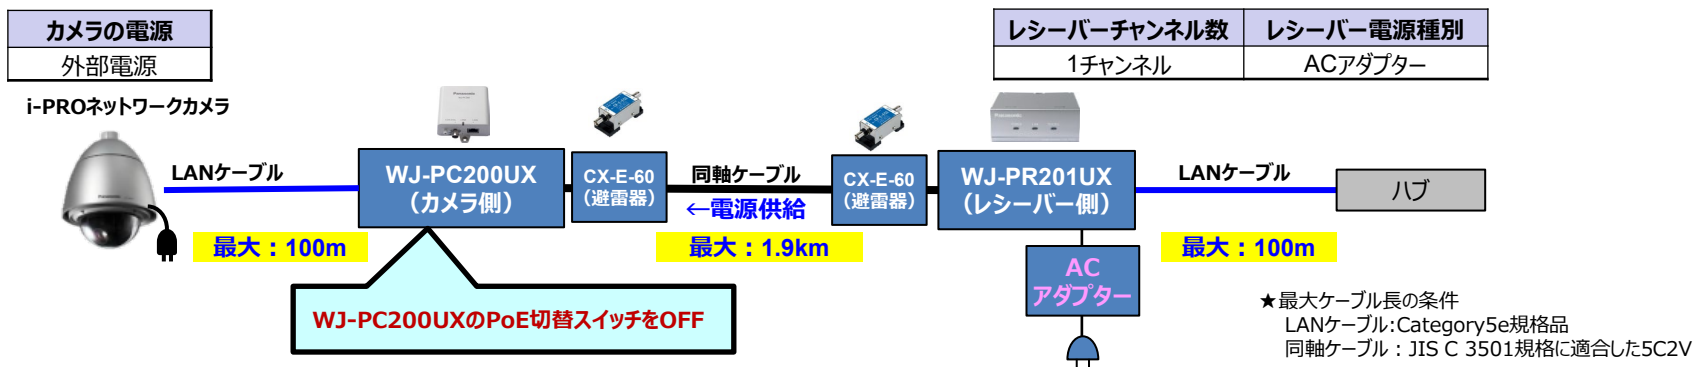 カメラの電源
外部電源
レシーバーチャンネル数 レシーバー電源種別
1チャンネル ACアダプター
i-PROネットワークカメラ
LANケーブル
WJ-PC200UX
（カメラ側）
CX-E-60
（避雷器）
同軸ケーブル
←電源供給
CX-E-60
（避雷器）
WJ-PR201UX
（レシーバー側）
LANケーブル
ハブ
最大：100m
最大：1.9km
最大：100m
AC
アダプター
WJ-PC200UXのPoE切替スイッチをOFF
★最大ケーブル長の条件
LANケーブル:Category5e規格品
同軸ケーブル：JIS C 3501規格に適合した5C2V